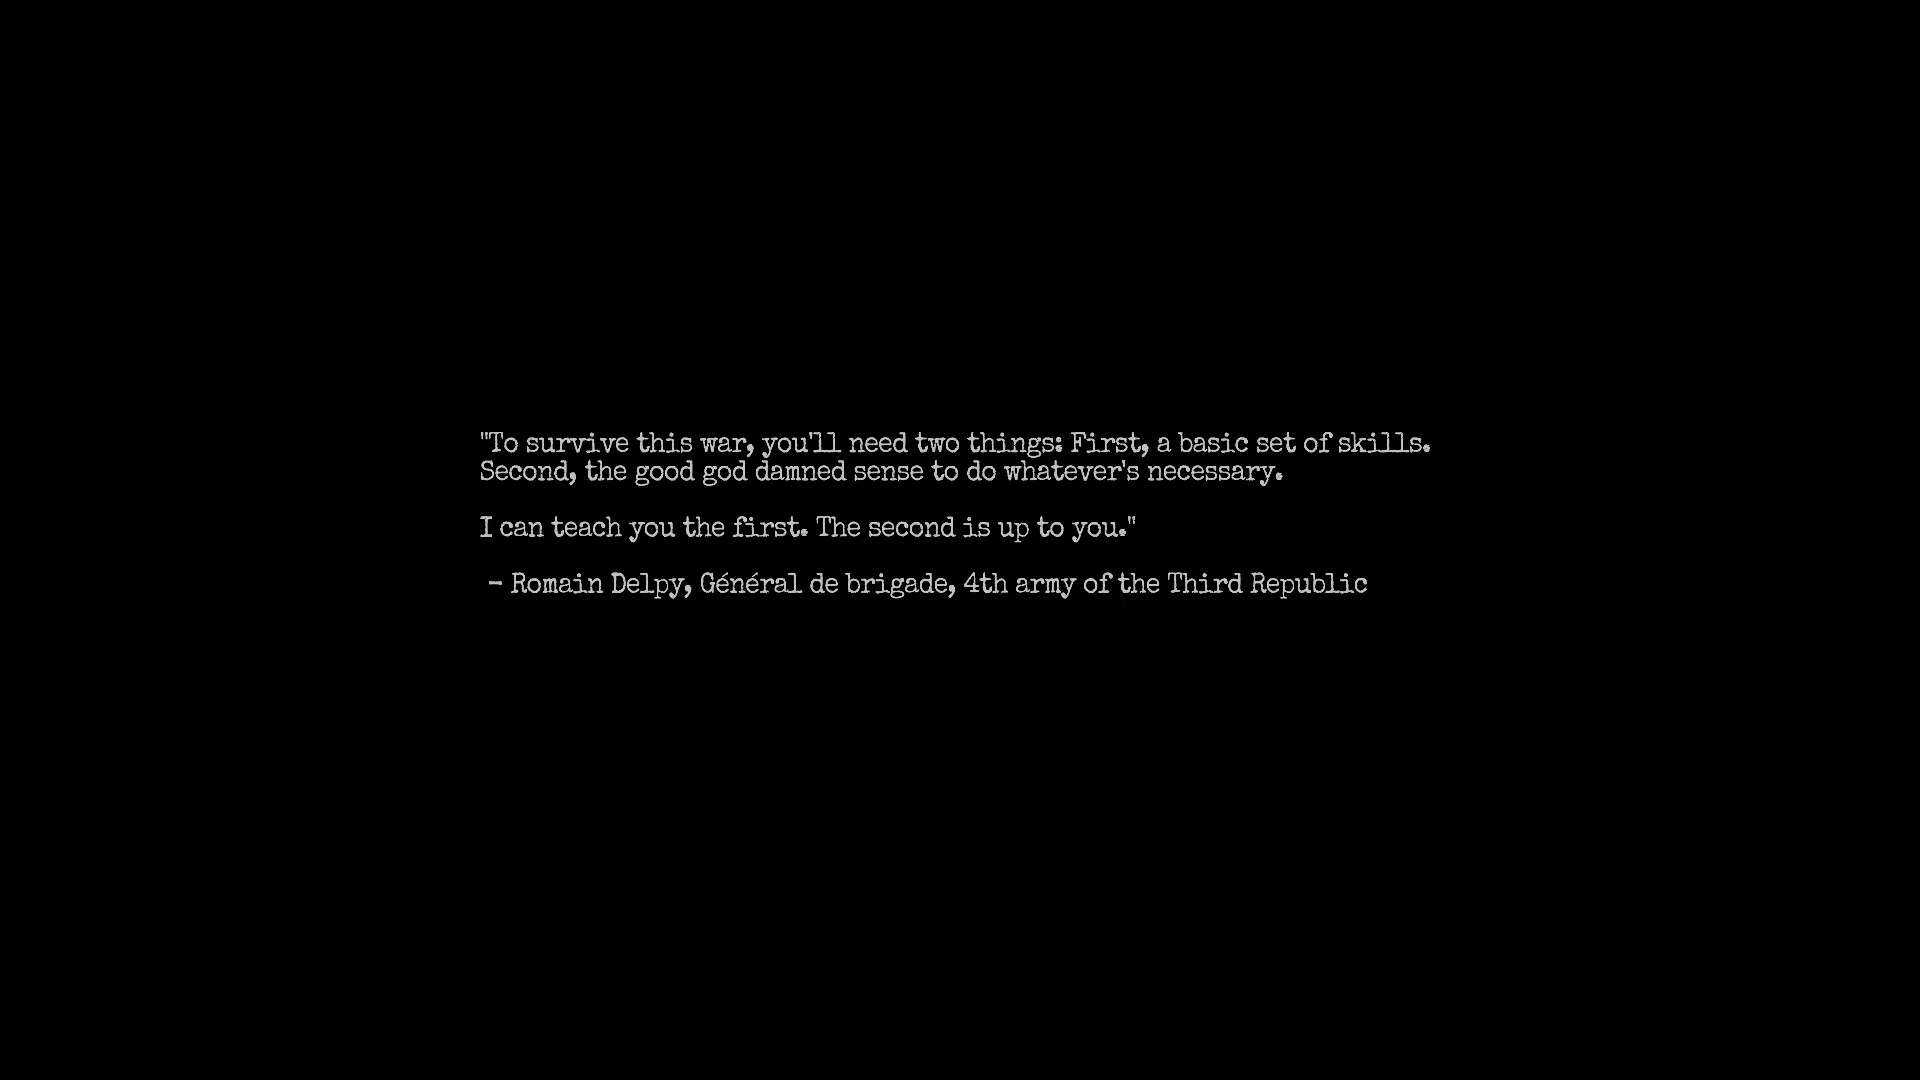 "To survive this war, you'll need two things: First, a basic set of skills.
Second, the good god damned sense to do whatever's necessary.
I can teach you the first. The second is up to you."
- Romain Delpy, Général de brigade, 4th army of the Third Republic